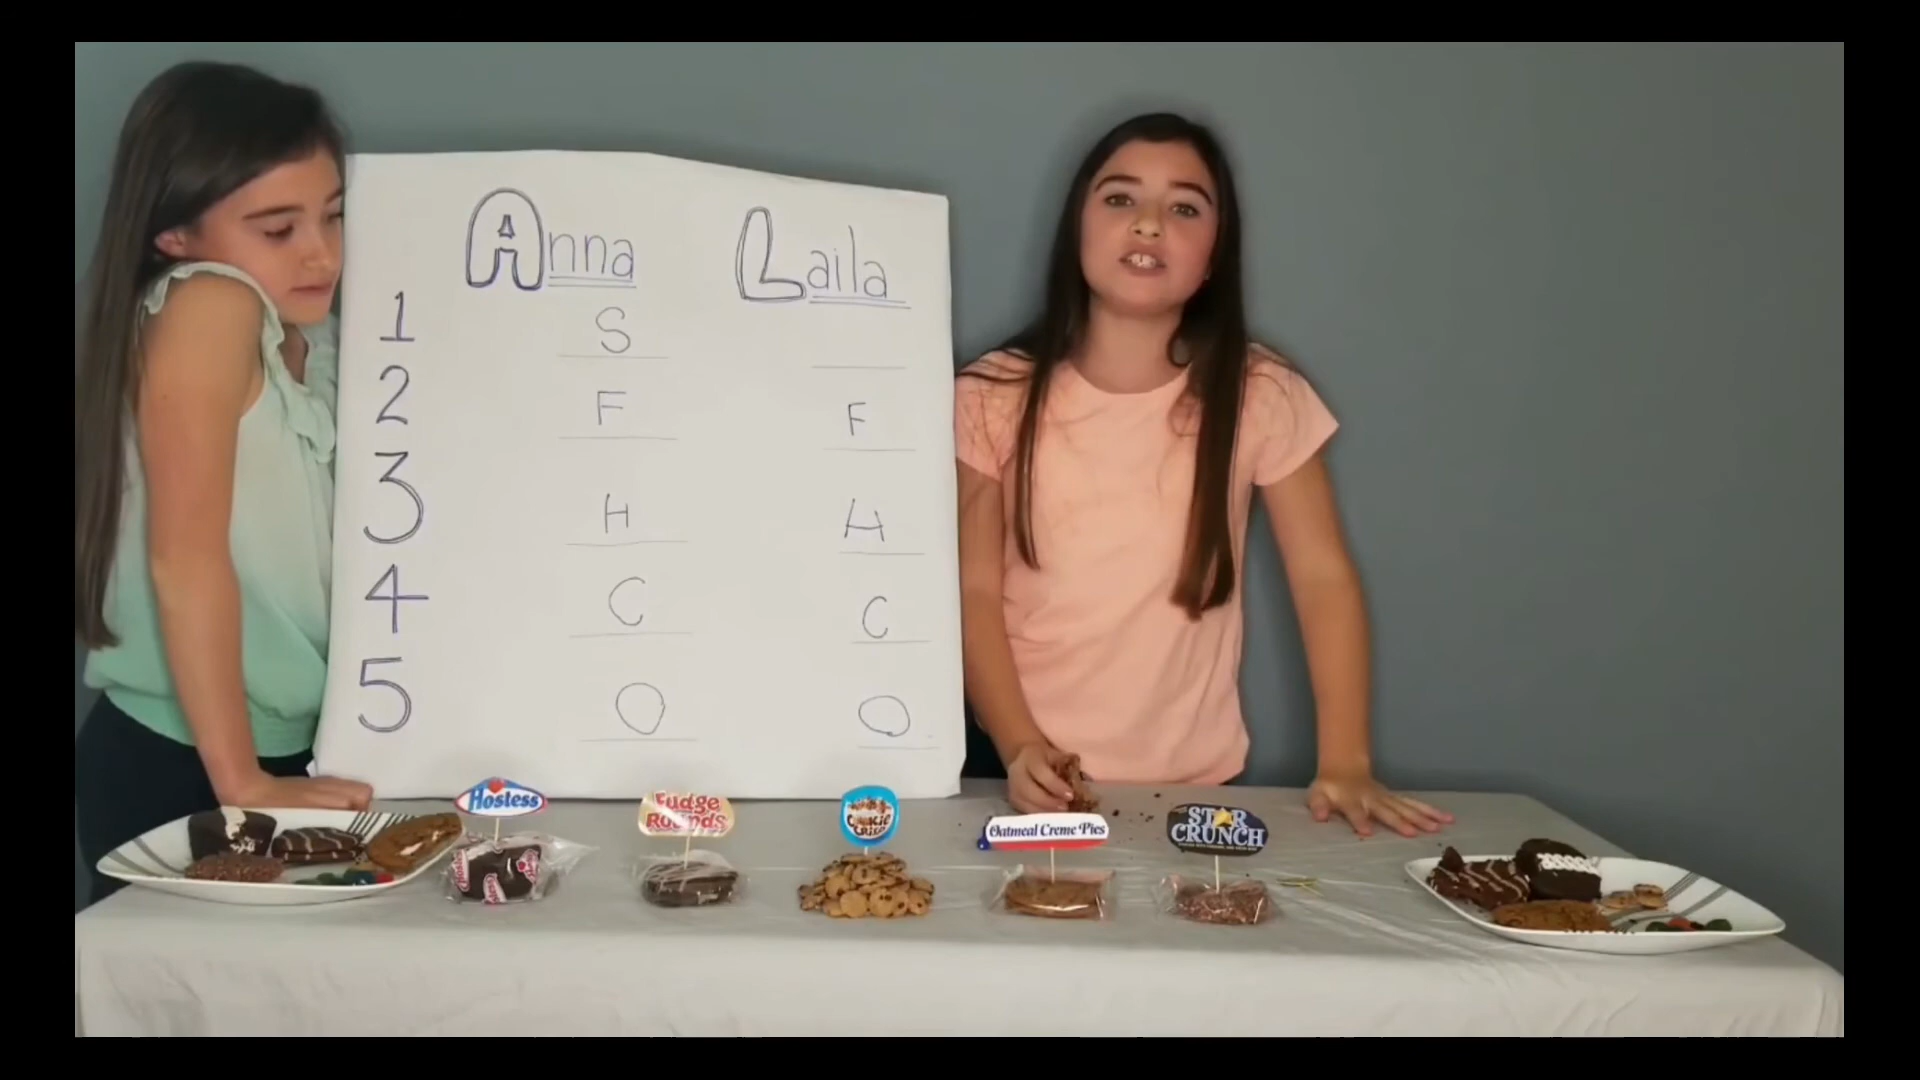 Anna Laila
1 S
2 F F
3 H H
4 C C
5 O O
Hostess
Fudge
Rounds
Cookie
Crisp
Oatmeal Creme Pies
STAR
CRUNCH